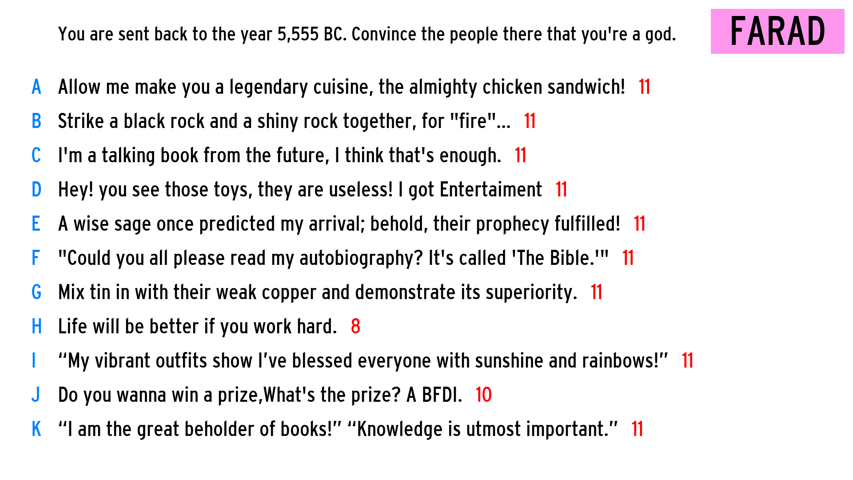 You are sent back to the year 5,555 BC. Convince the people there that you're a god.
FARAD
A Allow me make you a legendary cuisine, the almighty chicken sandwich! 11
B Strike a black rock and a shiny rock together, for "fire"... 11
C I'm a talking book from the future, I think that's enough. 11
D Hey! you see those toys, they are useless! I got Entertaiment 11
E A wise sage once predicted my arrival; behold, their prophecy fulfilled! 11
F "Could you all please read my autobiography? It's called 'The Bible.'" 11
G Mix tin in with their weak copper and demonstrate its superiority. 11
H Life will be better if you work hard. 8
I “My vibrant outfits show I’ve blessed everyone with sunshine and rainbows!” 11
J Do you wanna win a prize,What's the prize? A BFDI. 10
K “I am the great beholder of books!” “Knowledge is utmost important.” 11